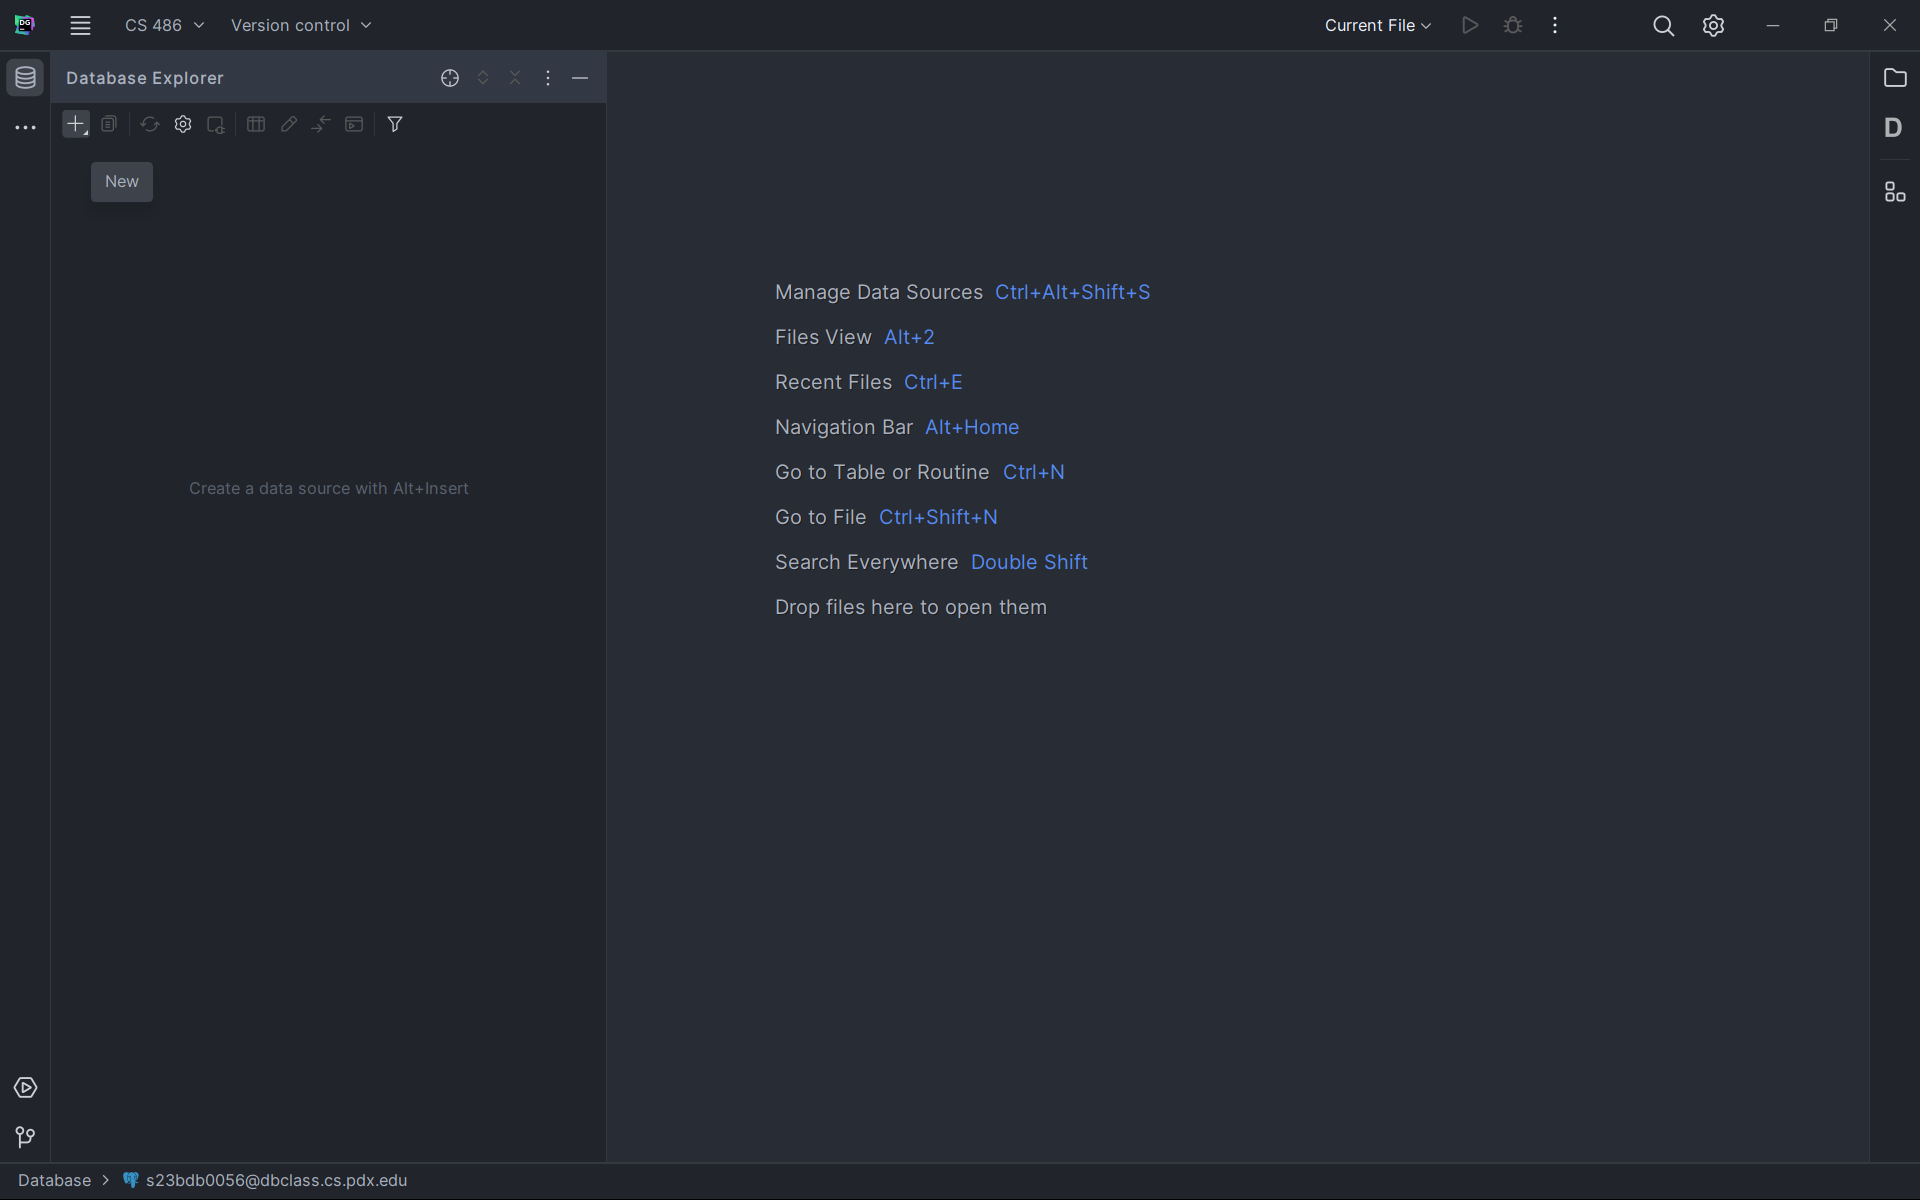 DG
CS 486
Version control
Current File
Database Explorer
D
New
Manage Data Sources Ctrl+Alt+Shift+S
Files View Alt+2
Recent Files Ctrl+E
Navigation Bar Alt+Home
Go to Table or Routine Ctrl+N
Create a data source with Alt+Insert
Go to File Ctrl+Shift+N
Search Everywhere Double Shift
Drop files here to open them
Database > s23bdb0056@dbclass.cs.pdx.edu